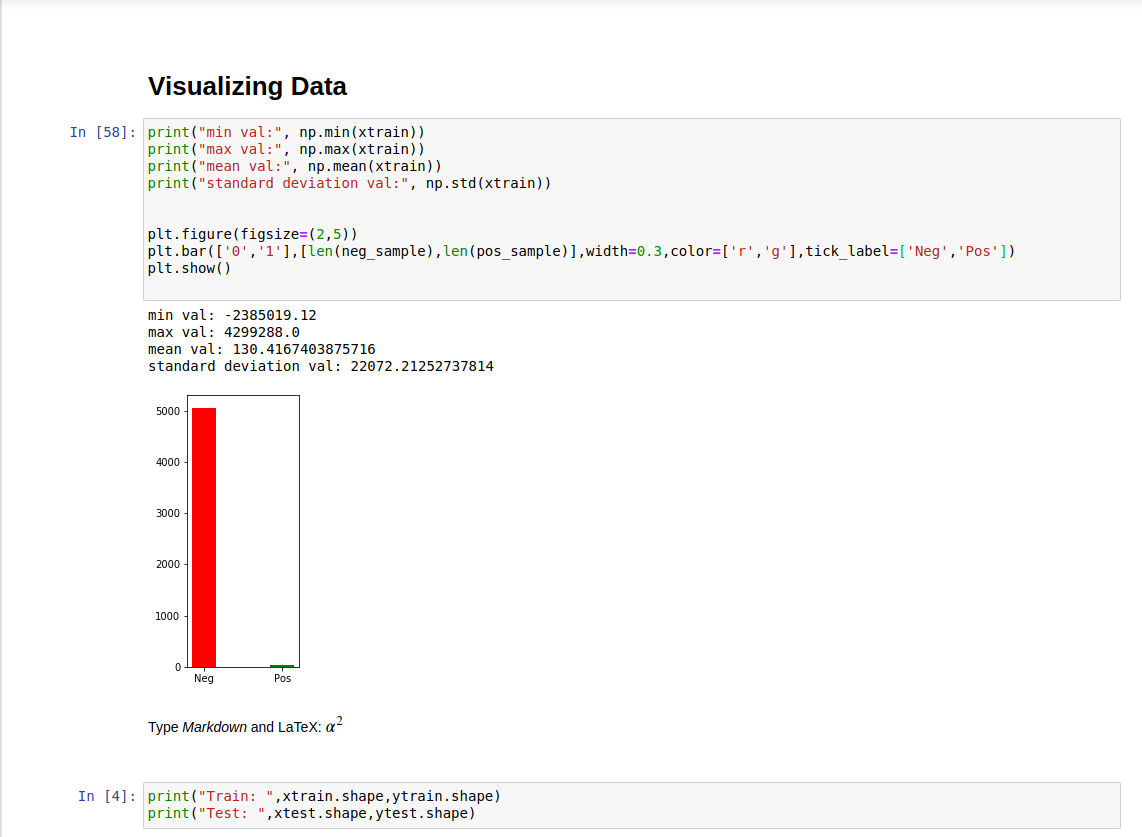 Visualizing Data
In [58]:
print("min val:", np.min(xtrain))
print("max val:", np.max(xtrain))
print("mean val:", np.mean(xtrain))
print("standard deviation val:", np.std(xtrain))
plt.figure(figsize=(2,5))
plt.bar(['0','1'],[len(neg_sample),len(pos_sample)],width=0.3,color=['r','g'],tick_label=['Neg','Pos'])
plt.show()
min val: -2385019.12
max val: 4299288.0
mean val: 130.4167403875716
standard deviation val: 22072.21252737814
5000
4000
3000
2000
1000
0
Neg Pos
Type Markdown and LaTeX: α²
In [4]:
print("Train: ",xtrain.shape,ytrain.shape)
print("Test: ",xtest.shape,ytest.shape)